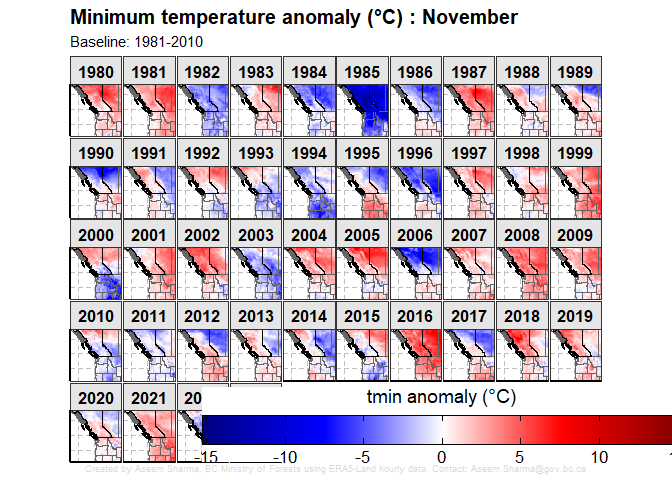 Minimum temperature anomaly (°C) : November
Baseline: 1981-2010
1980 1981 1982 1983 1984 1985 1986 1987 1988 1989
1990 1991 1992 1993 1994 1995 1996 1997 1998 1999
2000 2001 2002 2003 2004 2005 2006 2007 2008 2009
2010 2011 2012 2013 2014 2015 2016 2017 2018 2019
2020 2021 20
tmin anomaly (°C)
-15 -10 -5 0 5 10 15
Created by Aseem Sharma, BC Ministry of Forests using ERA5-Land hourly data. Contact: Aseem.Sharma@gov.bc.ca